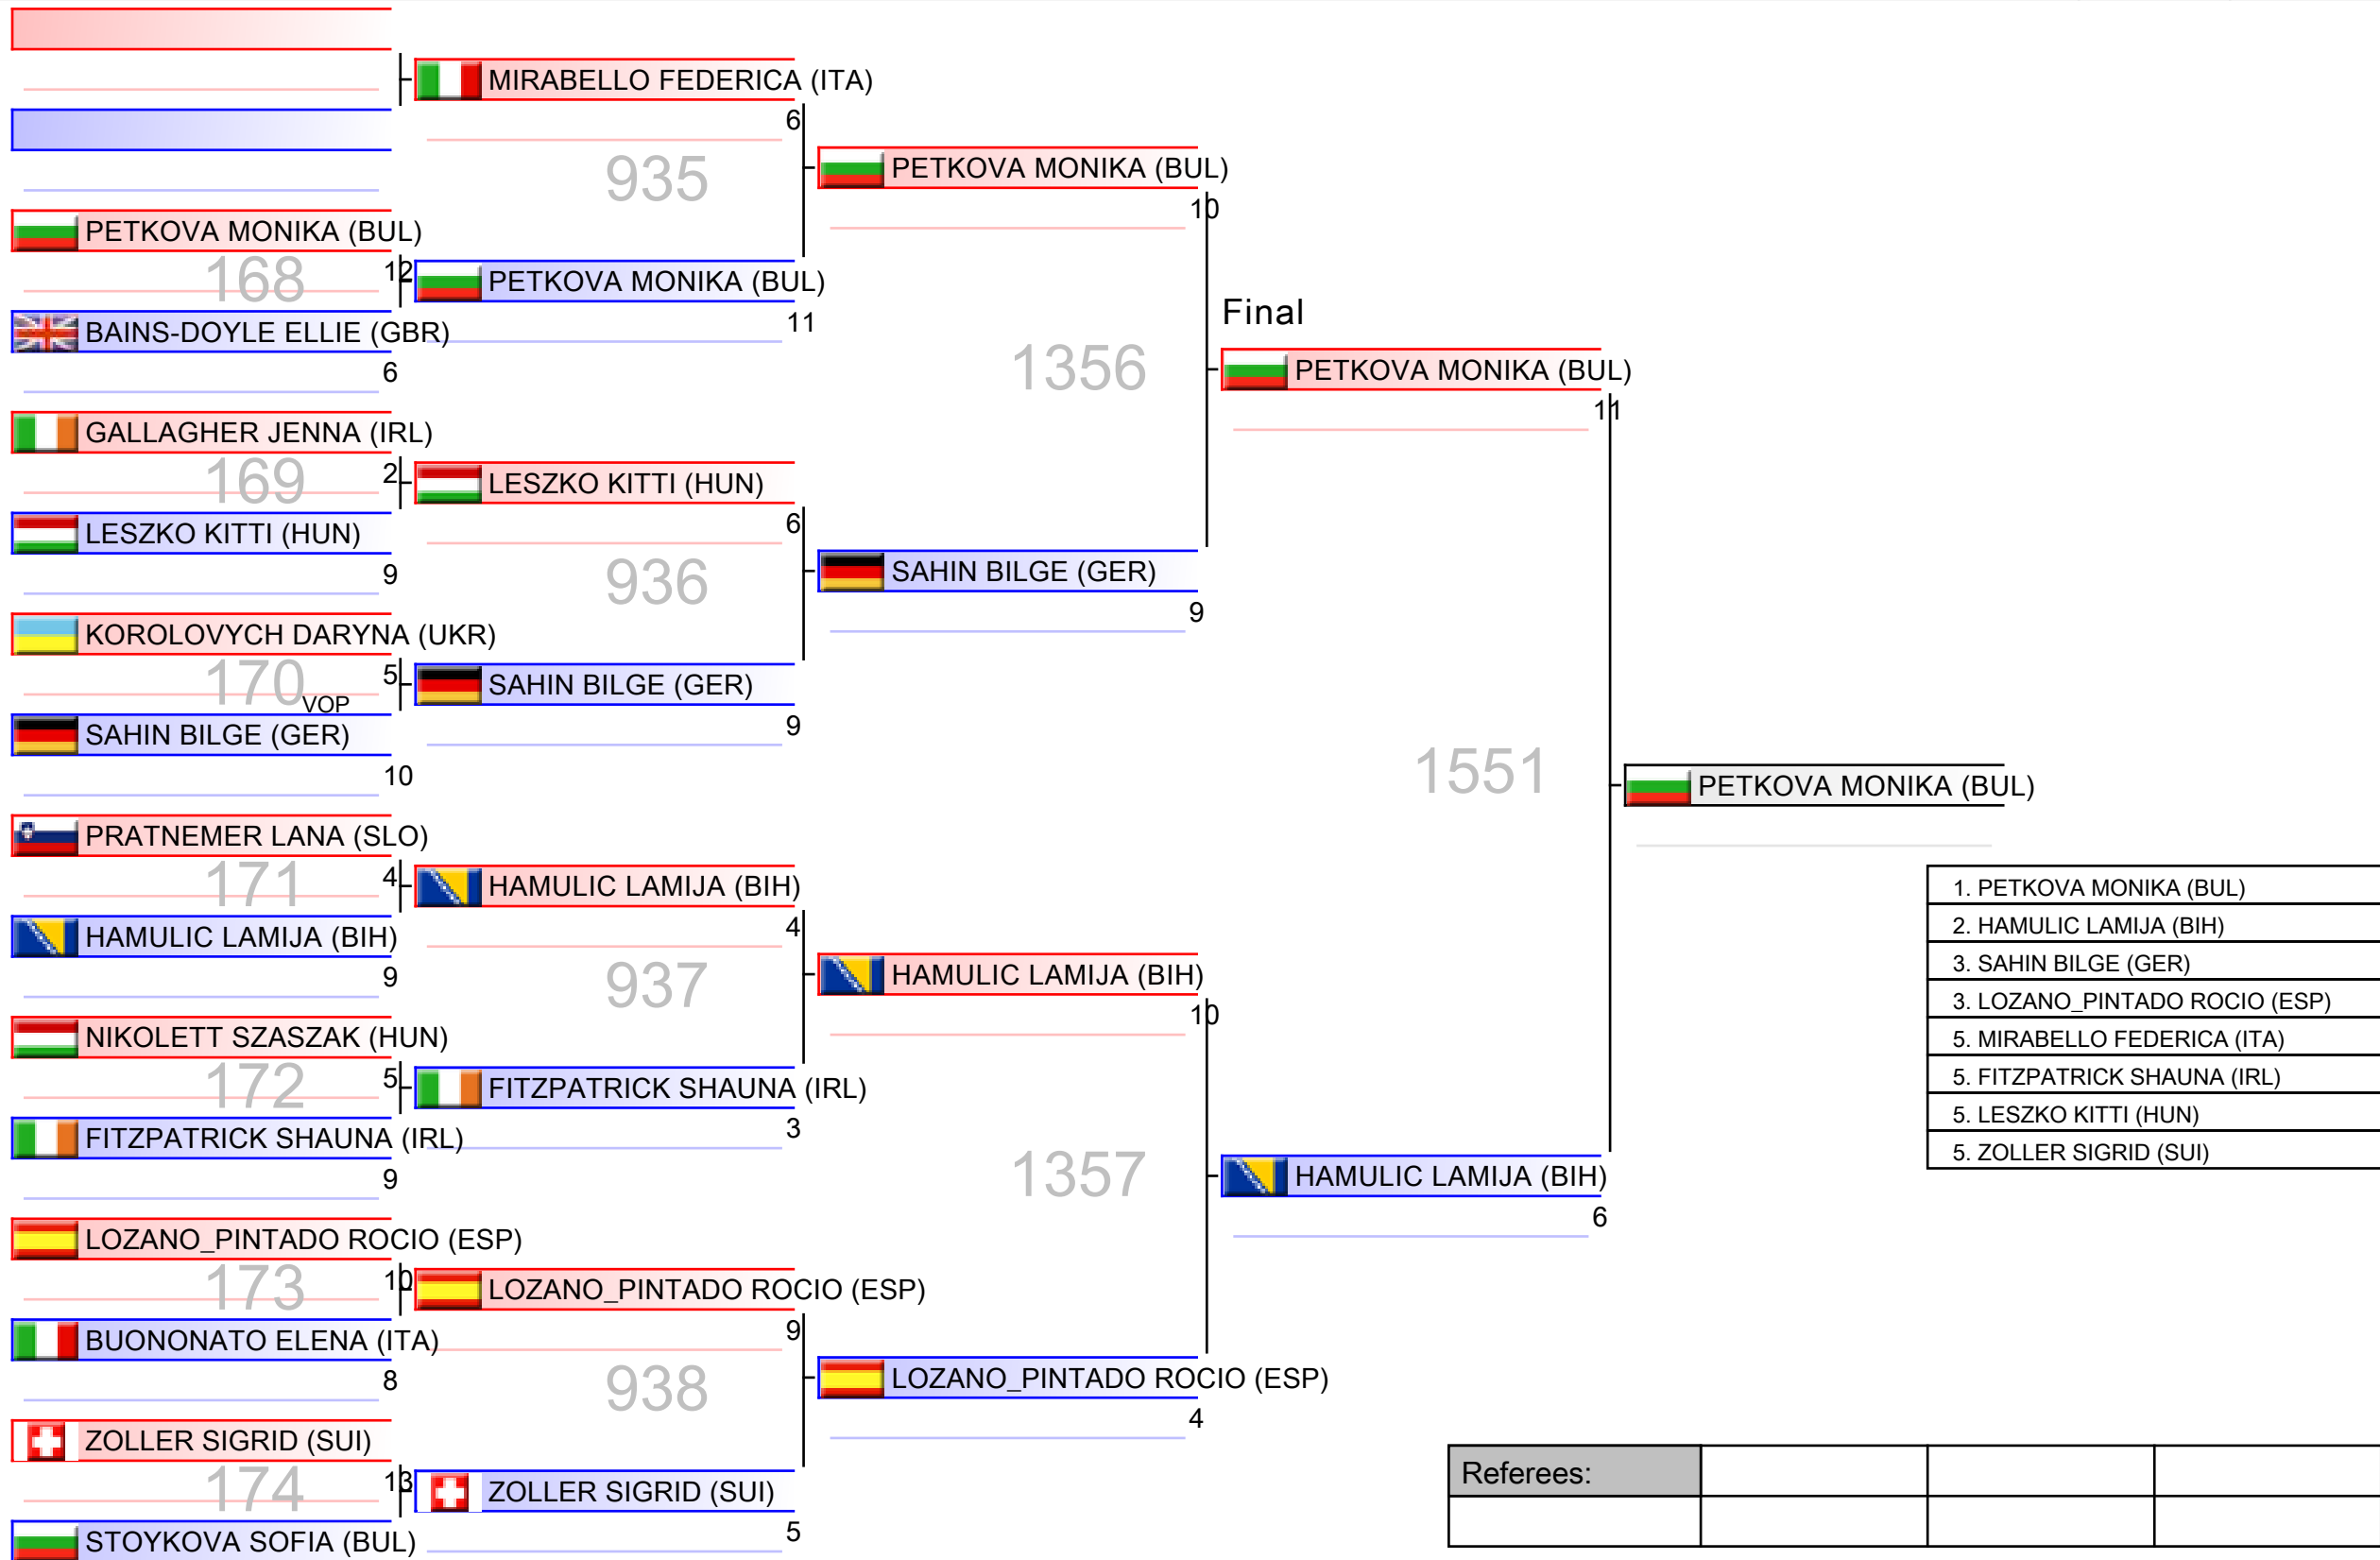 MIRABELLO FEDERICA (ITA)
6
935
PETKOVA MONIKA (BUL)
10
PETKOVA MONIKA (BUL)
168
12
PETKOVA MONIKA (BUL)
11
BAINS-DOYLE ELLIE (GBR)
6
1356
Final
PETKOVA MONIKA (BUL)
11
GALLAGHER JENNA (IRL)
169
2
LESZKO KITTI (HUN)
6
LESZKO KITTI (HUN)
9
936
SAHIN BILGE (GER)
9
KOROLOVYCH DARYNA (UKR)
170
VOP
5
SAHIN BILGE (GER)
9
SAHIN BILGE (GER)
10
1551
PETKOVA MONIKA (BUL)
PRATNEMER LANA (SLO)
171
4
HAMULIC LAMIJA (BIH)
4
HAMULIC LAMIJA (BIH)
9
937
HAMULIC LAMIJA (BIH)
10
NIKOLETT SZASZAK (HUN)
172
5
FITZPATRICK SHAUNA (IRL)
3
FITZPATRICK SHAUNA (IRL)
9
1357
HAMULIC LAMIJA (BIH)
6
LOZANO_PINTADO ROCIO (ESP)
173
10
LOZANO_PINTADO ROCIO (ESP)
9
BUONONATO ELENA (ITA)
8
938
LOZANO_PINTADO ROCIO (ESP)
4
ZOLLER SIGRID (SUI)
174
13
ZOLLER SIGRID (SUI)
5
STOYKOVA SOFIA (BUL)
1. PETKOVA MONIKA (BUL)
2. HAMULIC LAMIJA (BIH)
3. SAHIN BILGE (GER)
3. LOZANO_PINTADO ROCIO (ESP)
5. MIRABELLO FEDERICA (ITA)
5. FITZPATRICK SHAUNA (IRL)
5. LESZKO KITTI (HUN)
5. ZOLLER SIGRID (SUI)
Referees: